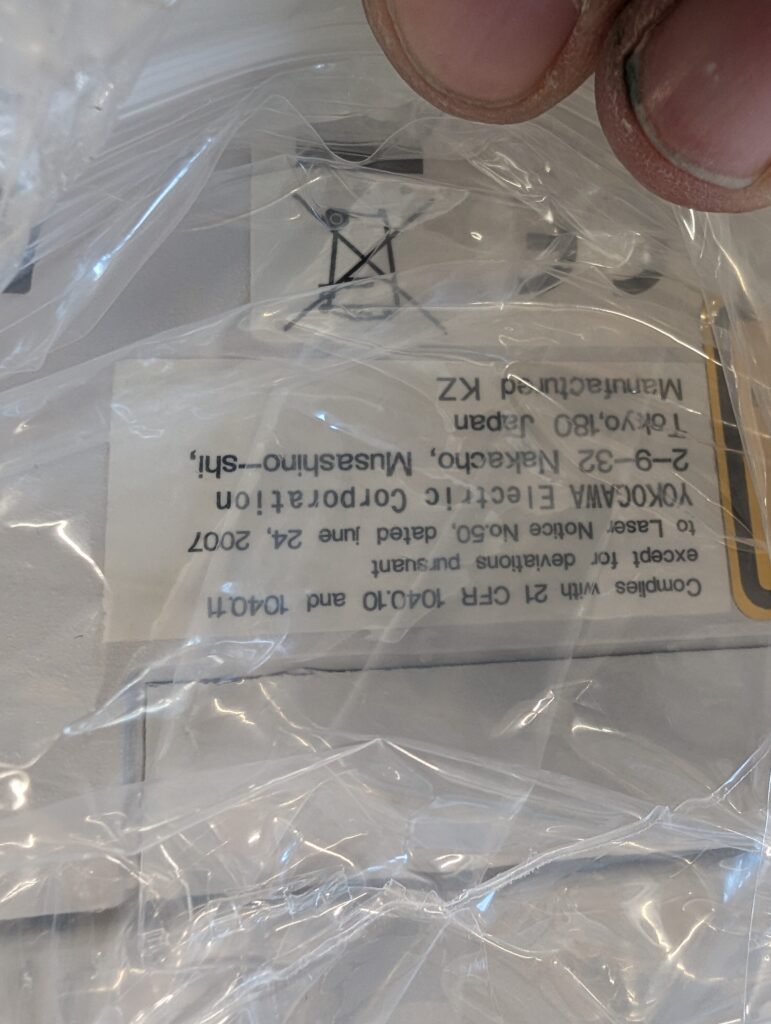 Complies with 21 CFR 1040.10 and 1040.11
except for deviations pursuant
to Laser Notice No.50, dated june 24, 2007
YOKOGAWA Electric Corporation
2-9-32 Nakacho, Musashino-shi,
Tokyo,180 Japan
Manufactured KZ